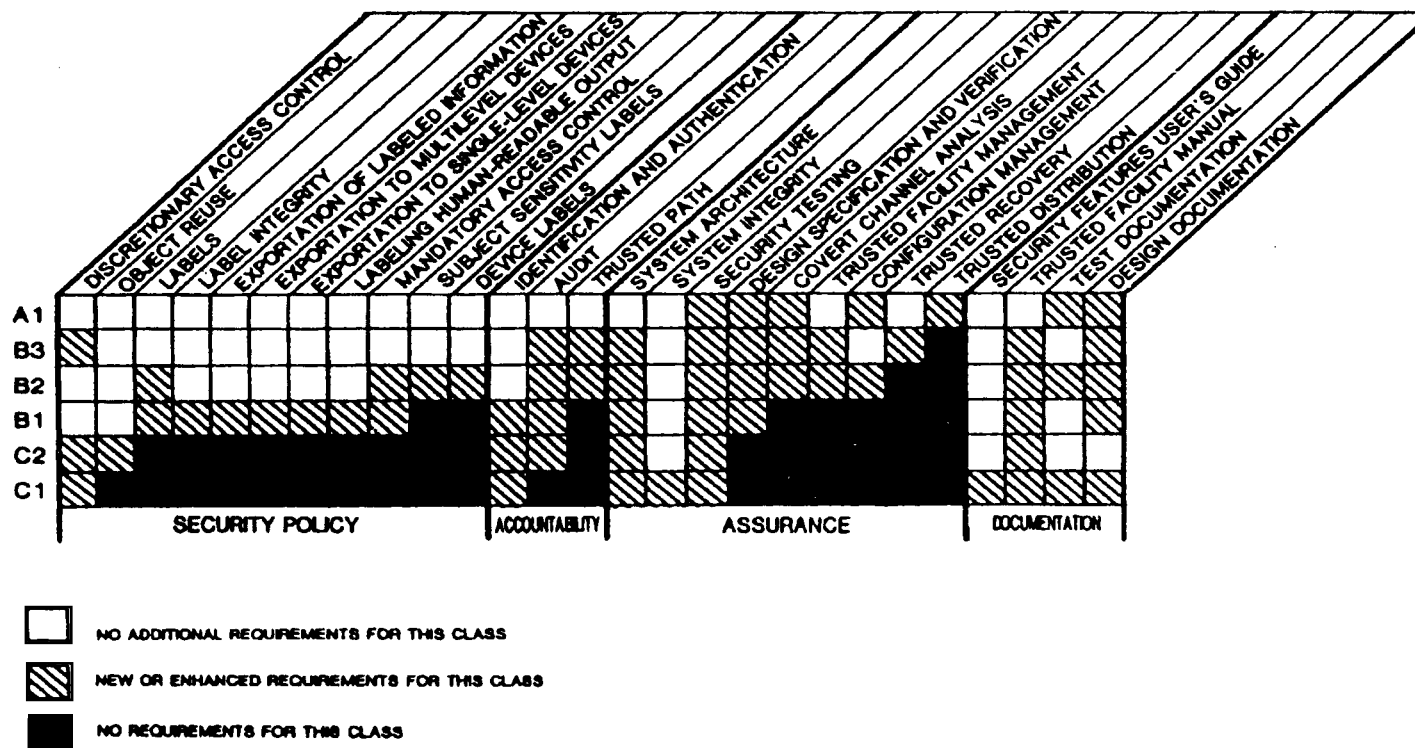 DISCRETIONARY ACCESS CONTROL
OBJECT REUSE
LABELS
LABEL INTEGRITY
EXPORTATION OF LABELED INFORMATION
EXPORTATION TO MULTILEVEL DEVICES
EXPORTATION TO SINGLE-LEVEL DEVICES
LABELING HUMAN-READABLE OUTPUT
MANDATORY ACCESS CONTROL
SUBJECT SENSITIVITY LABELS
DEVICE LABELS
IDENTIFICATION AND AUTHENTICATION
AUDIT
TRUSTED PATH
SYSTEM ARCHITECTURE
SYSTEM INTEGRITY
SECURITY TESTING
DESIGN SPECIFICATION AND VERIFICATION
COVERT CHANNEL ANALYSIS
TRUSTED FACILITY MANAGEMENT
CONFIGURATION MANAGEMENT
TRUSTED RECOVERY
TRUSTED DISTRIBUTION
SECURITY FEATURES USER'S GUIDE
TRUSTED FACILITY MANUAL
TEST DOCUMENTATION
DESIGN DOCUMENTATION
A1
B3
B2
B1
C2
C1
SECURITY POLICY
ACCOUNTABILITY
ASSURANCE
DOCUMENTATION
NO ADDITIONAL REQUIREMENTS FOR THIS CLASS
NEW OR ENHANCED REQUIREMENTS FOR THIS CLASS
NO REQUIREMENTS FOR THIS CLASS